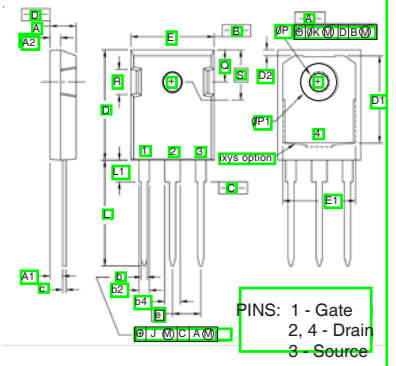 D
A
A2
E
B
A
ØP
⊕ ØK Ⓜ D B Ⓜ
Q
S
R
D2
D
D1
ØP1
4
1 2 3
ixys option
L1
C
L
E1
A1
c
b
b2
b4
e
⊕ J Ⓜ C A Ⓜ
PINS: 1 - Gate
2, 4 - Drain
3 - Source